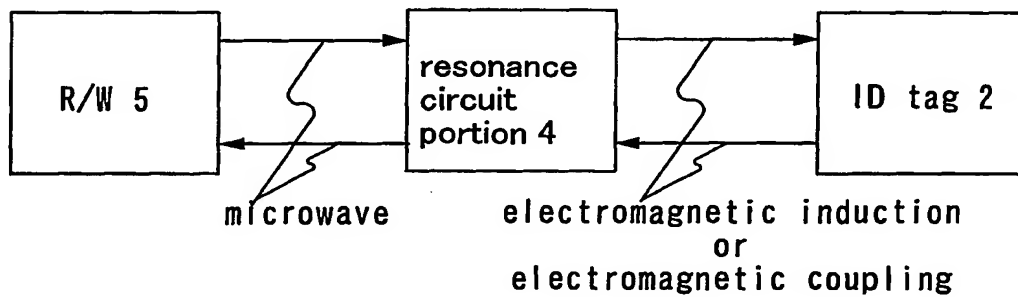 R/W 5
resonance
circuit
portion 4
ID tag 2
microwave
electromagnetic induction
or
electromagnetic coupling